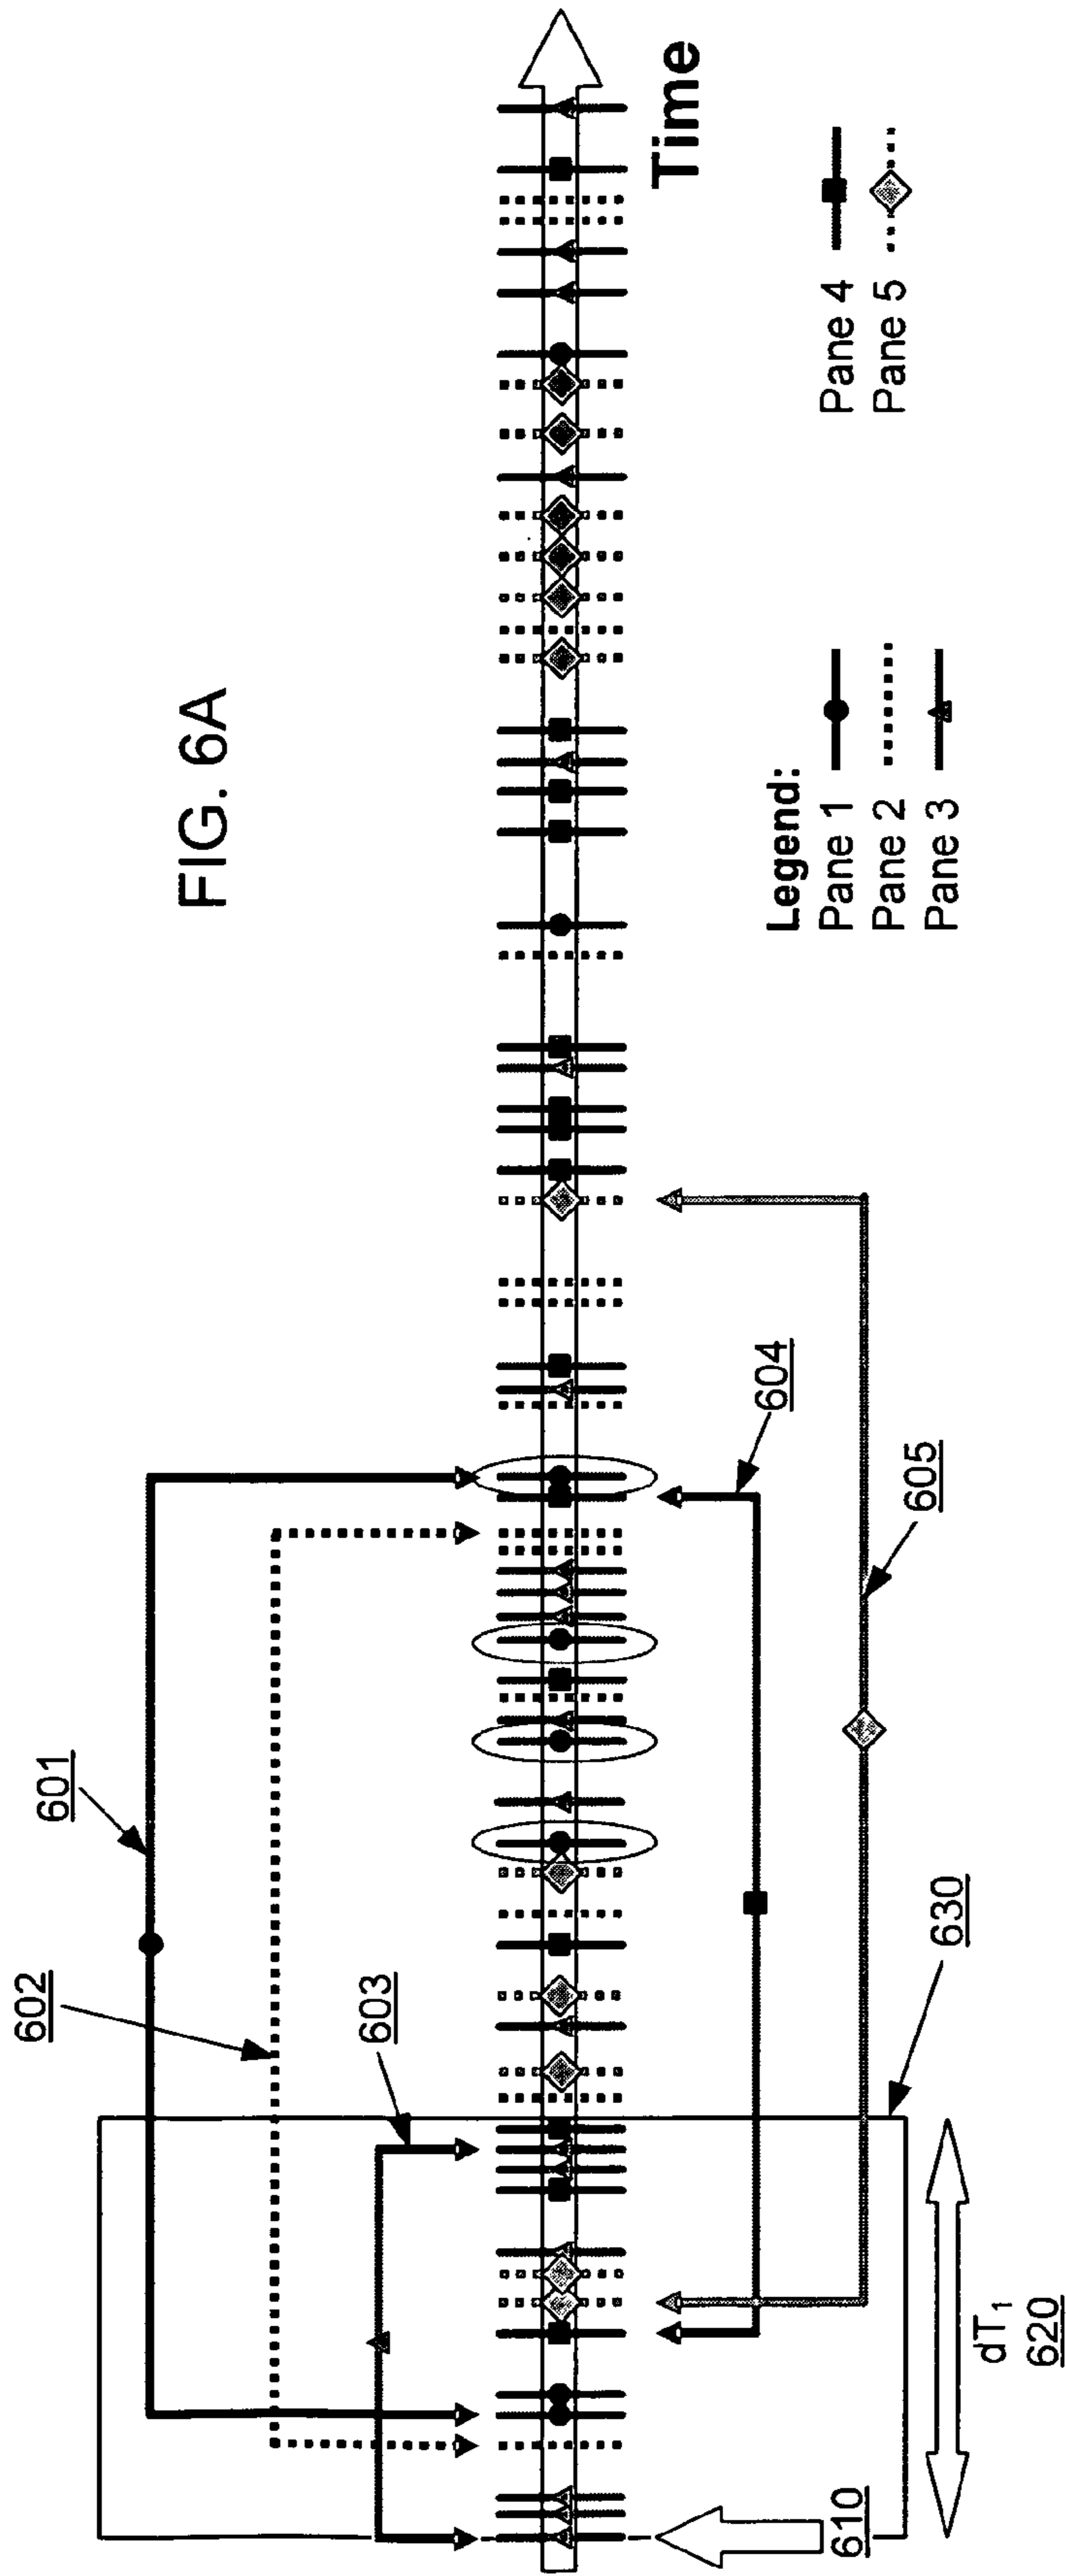 FIG. 6A
601
602
603
Time
604
605
630
610
dT1
620
Legend:
Pane 1
Pane 2
Pane 3
Pane 4
Pane 5